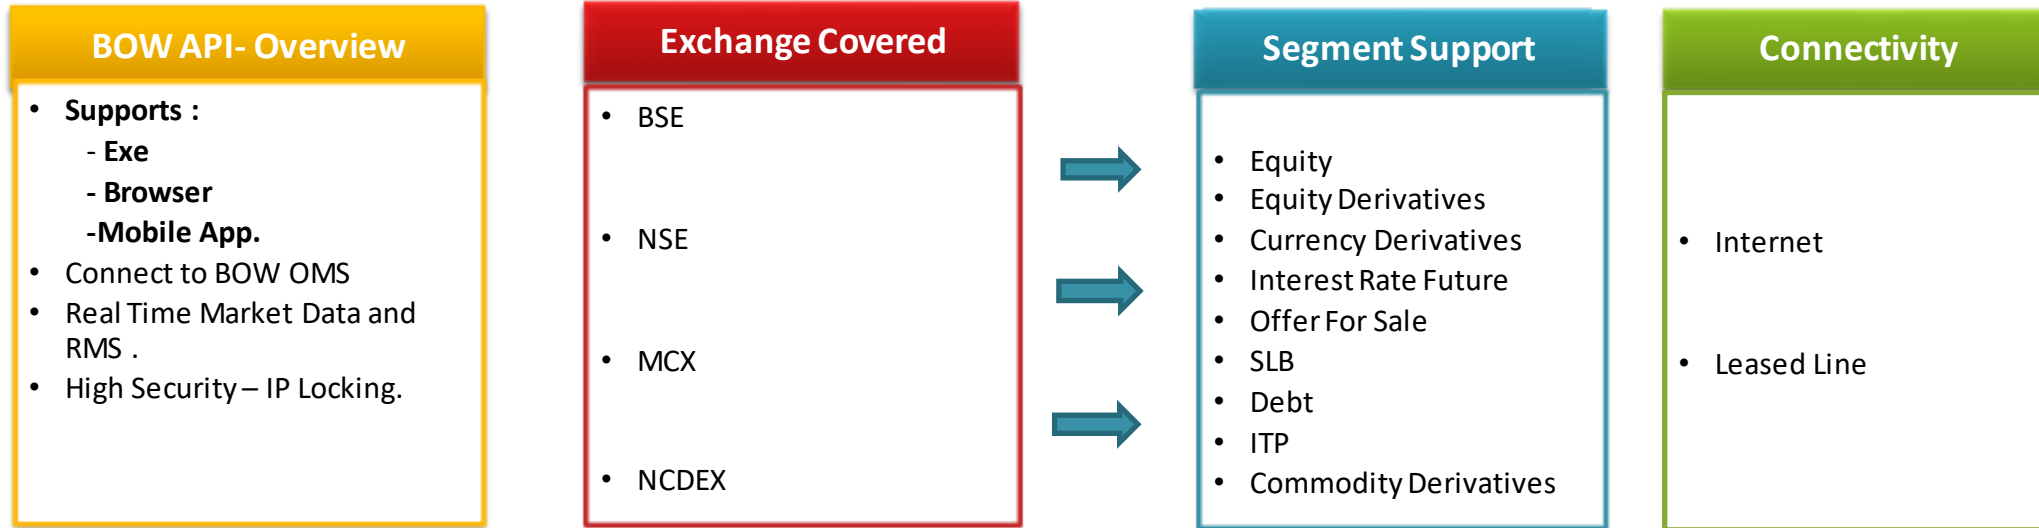 BOW API- Overview
• Supports :
- Exe
- Browser
-Mobile App.
• Connect to BOW OMS
• Real Time Market Data and
RMS .
• High Security – IP Locking.
Exchange Covered
• BSE
• NSE
• MCX
• NCDEX
Segment Support
• Equity
• Equity Derivatives
• Currency Derivatives
• Interest Rate Future
• Offer For Sale
• SLB
• Debt
• ITP
• Commodity Derivatives
Connectivity
• Internet
• Leased Line